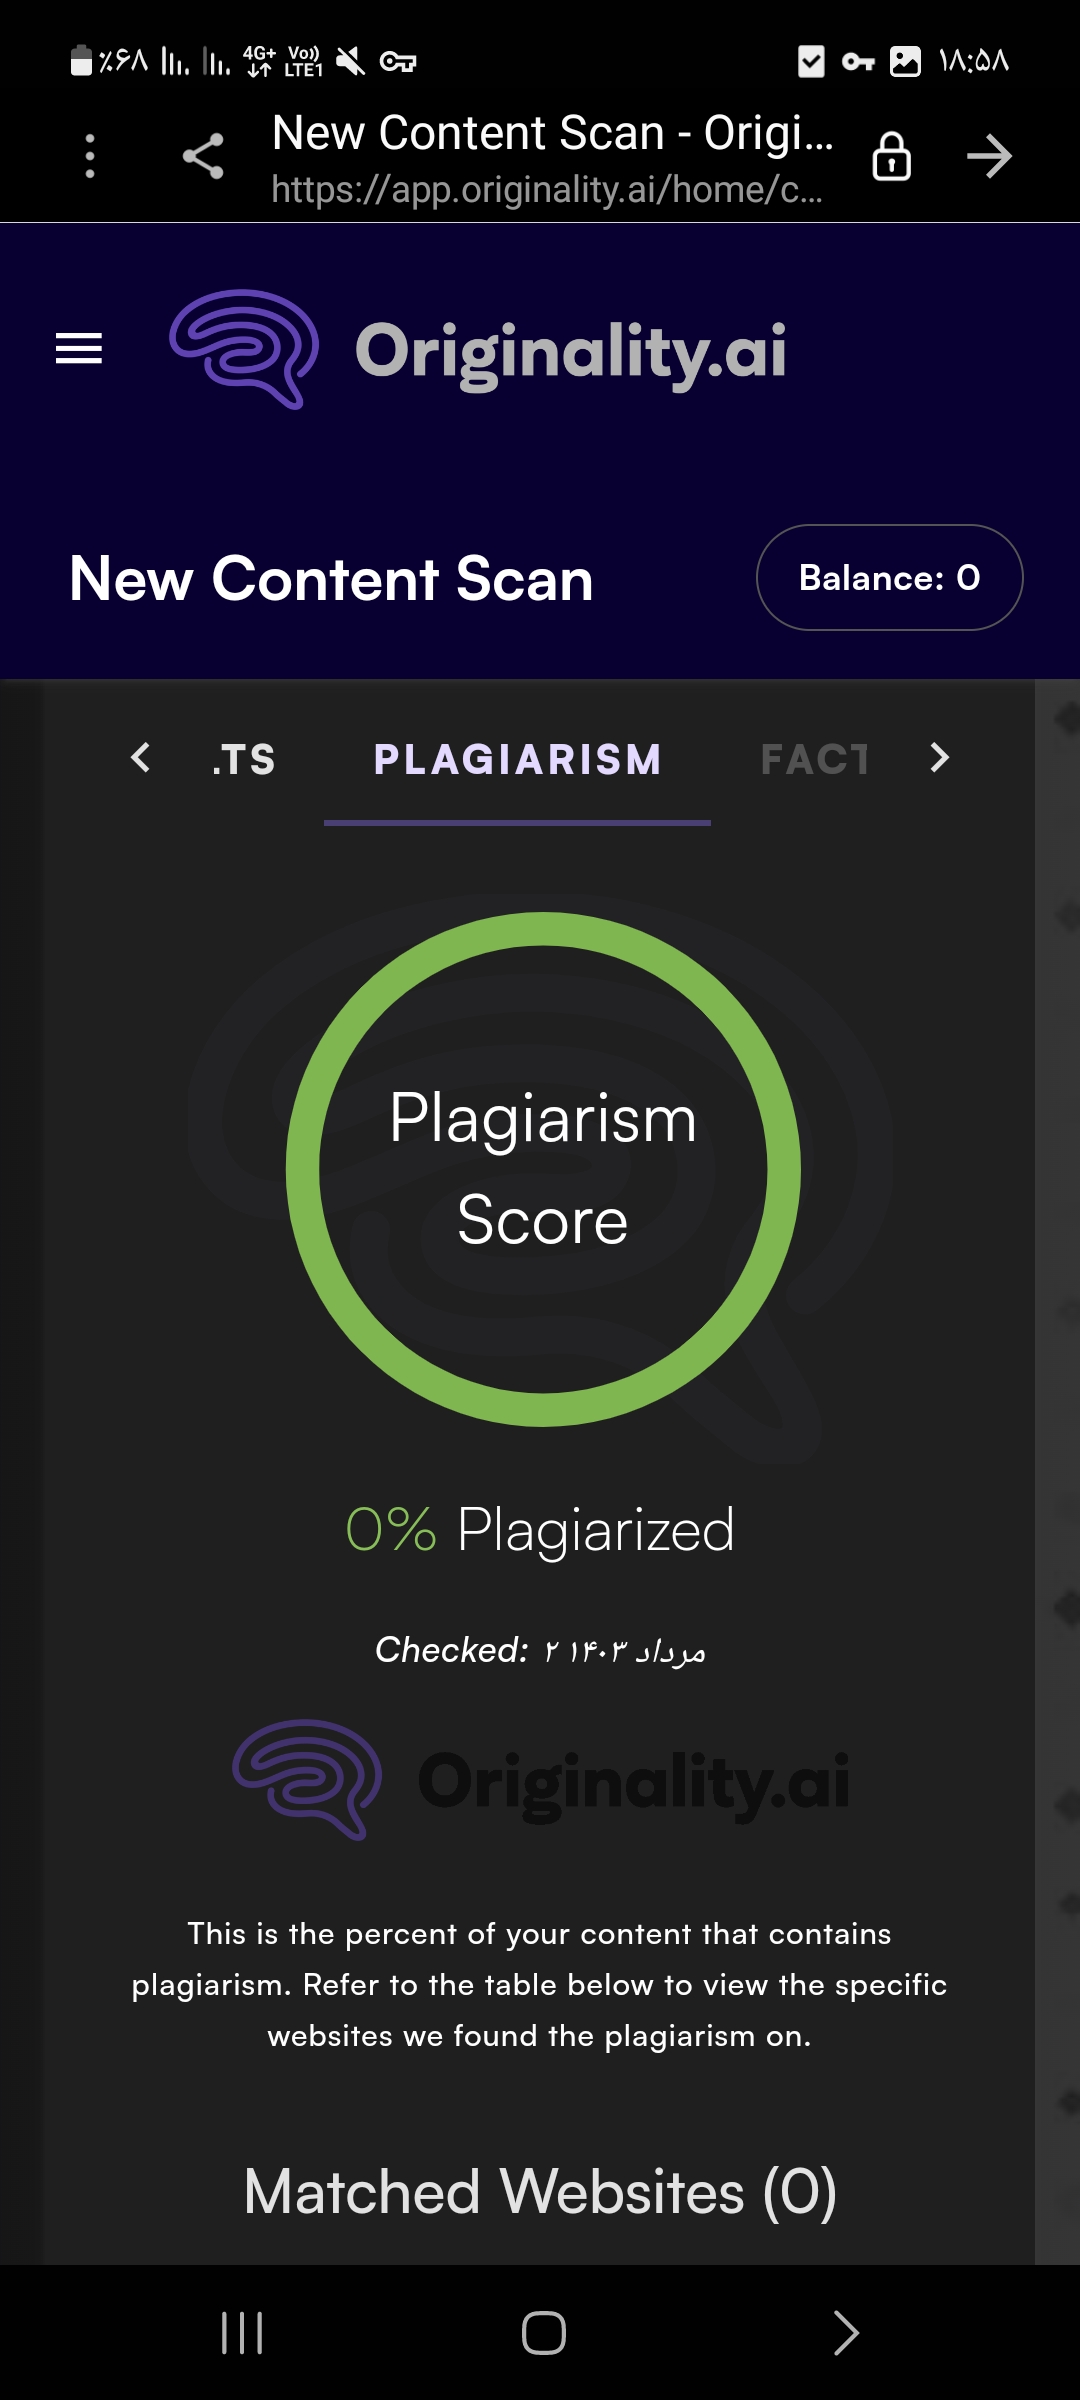 ٪۶۸ 4G+ Vo)) LTE1 ۱۸:۵۸
New Content Scan - Origi...
https://app.originality.ai/home/c...
Originality.ai
New Content Scan
Balance: 0
.TS PLAGIARISM FACT
Plagiarism
Score
0% Plagiarized
Checked: ۲ مرداد ۱۴۰۳
Originality.ai
This is the percent of your content that contains
plagiarism. Refer to the table below to view the specific
websites we found the plagiarism on.
Matched Websites (0)